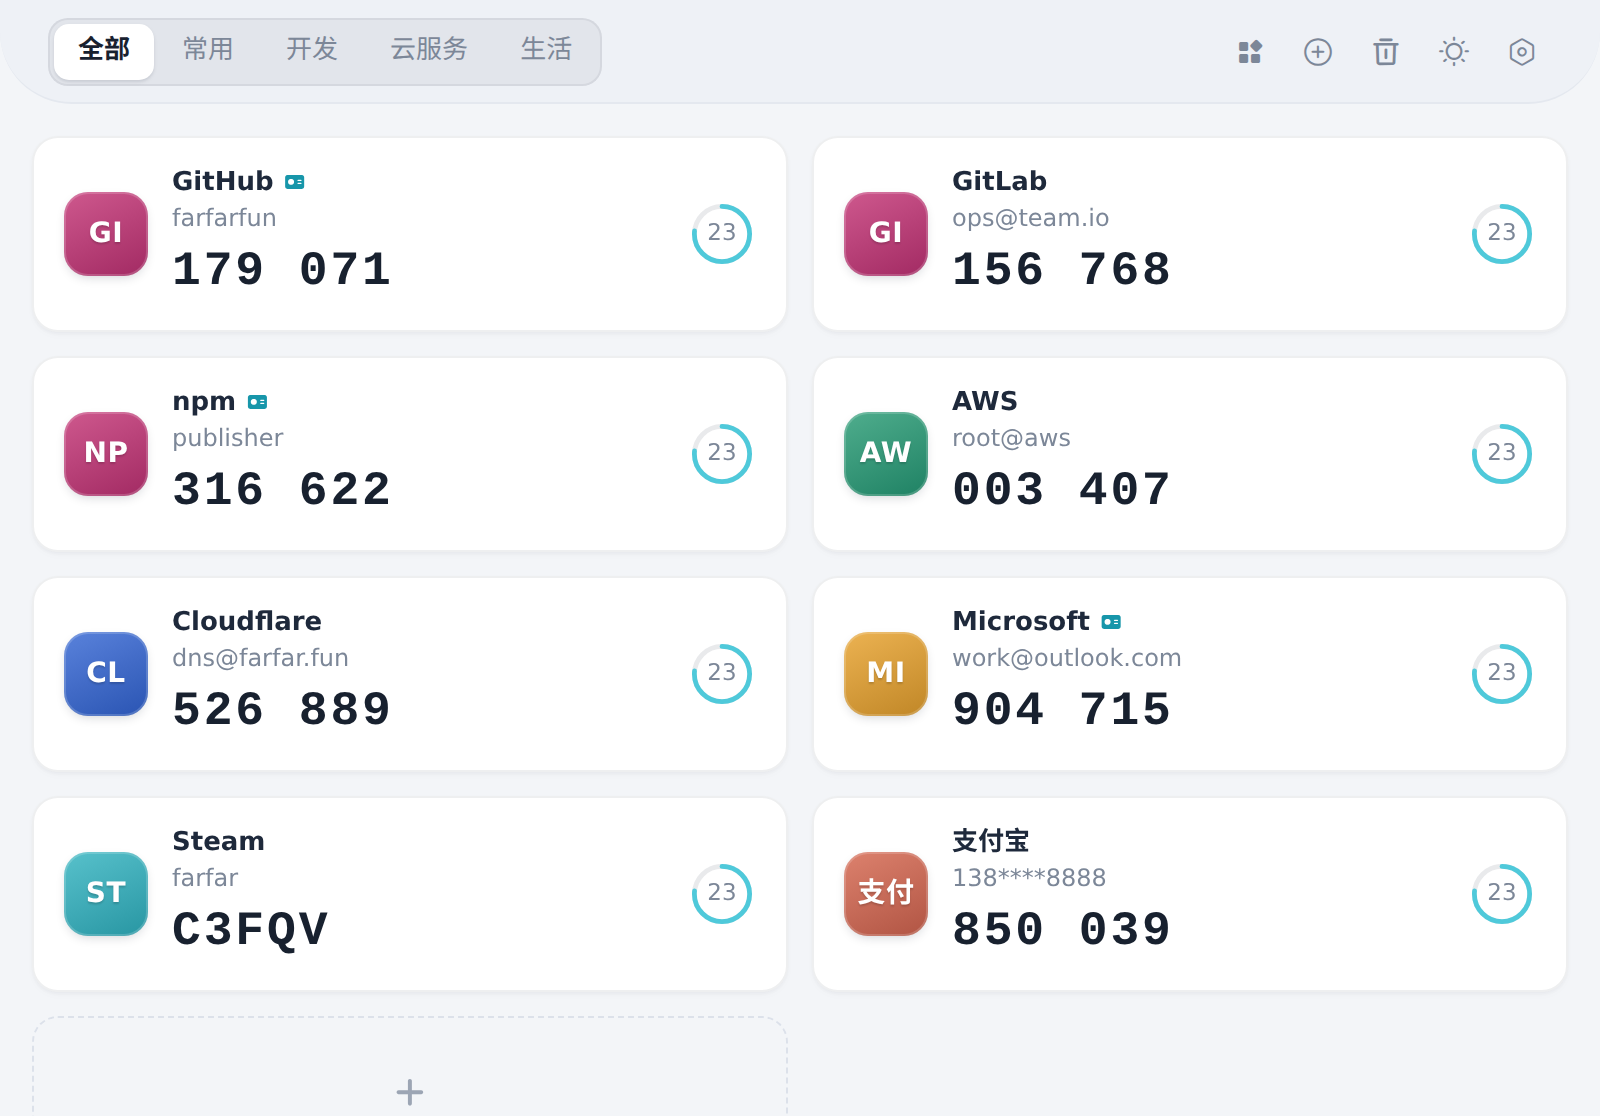 全部 常用 开发 云服务 生活
GI
GitHub
farfarfun
179 071
23
GI
GitLab
ops@team.io
156 768
23
NP
npm
publisher
316 622
23
AW
AWS
root@aws
003 407
23
CL
Cloudflare
dns@farfar.fun
526 889
23
MI
Microsoft
work@outlook.com
904 715
23
ST
Steam
farfar
C3FQV
23
支付
支付宝
138****8888
850 039
23